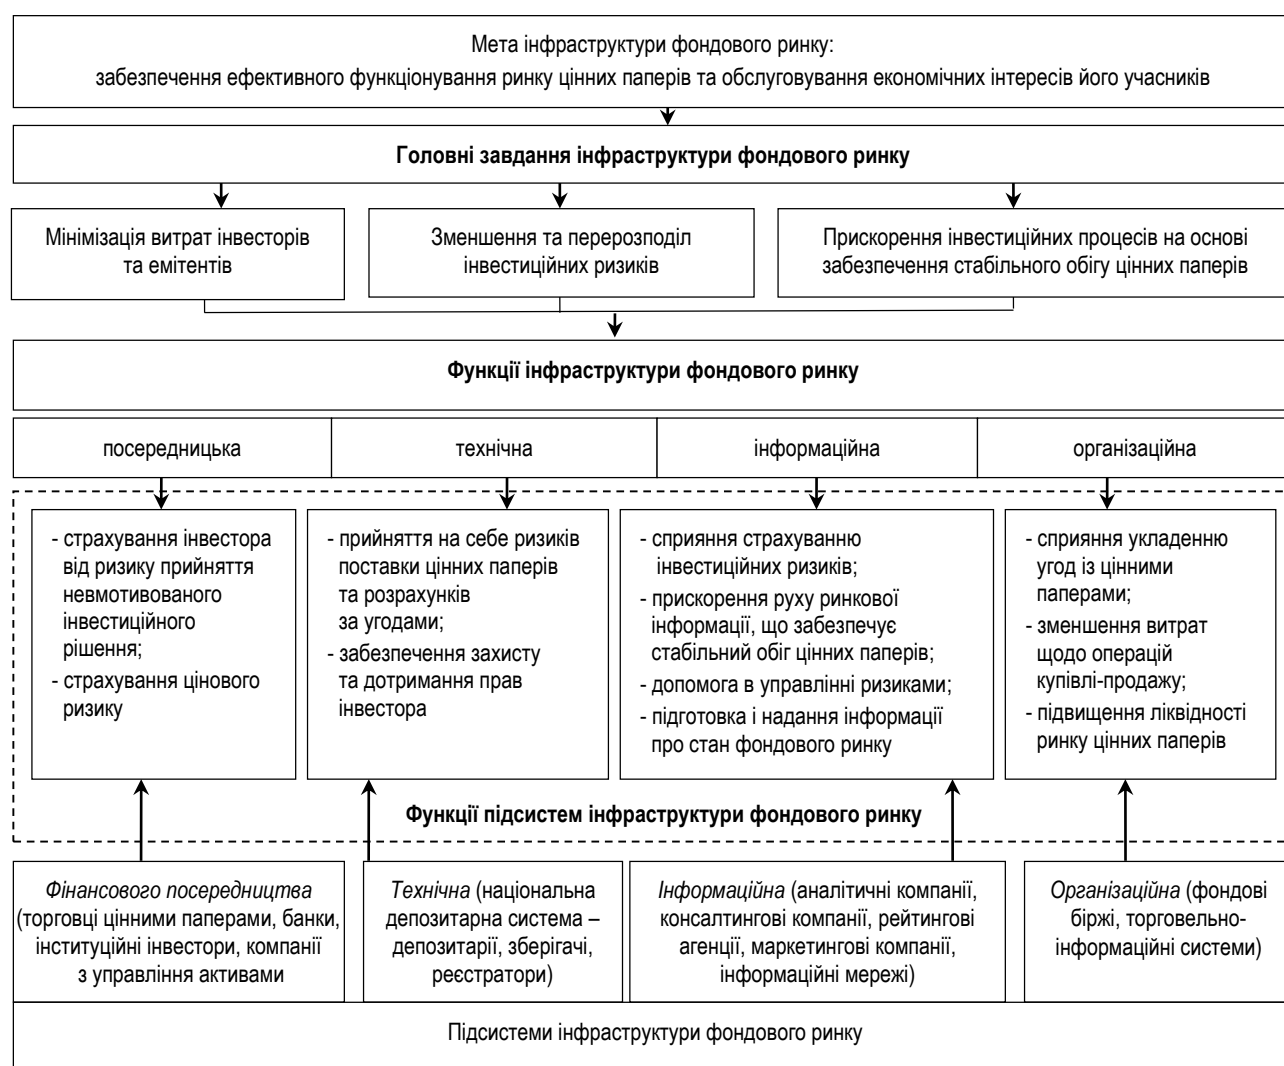 Мета інфраструктури фондового ринку:
забезпечення ефективного функціонування ринку цінних паперів та обслуговування економічних інтересів його учасників
Головні завдання інфраструктури фондового ринку
Мінімізація витрат інвесторів
та емітентів
Зменшення та перерозподіл
інвестиційних ризиків
Прискорення інвестиційних процесів на основі
забезпечення стабільного обігу цінних паперів
Функції інфраструктури фондового ринку
посередницька
технічна
інформаційна
організаційна
- страхування інвестора
від ризику прийняття
невмотивованого
інвестиційного
рішення;
- страхування цінового
ризику
- прийняття на себе ризиків
поставки цінних паперів
та розрахунків
за угодами;
- забезпечення захисту
та дотримання прав
інвестора
- сприяння страхуванню
інвестиційних ризиків;
- прискорення руху ринкової
інформації, що забезпечує
стабільний обіг цінних паперів;
- допомога в управлінні ризиками;
- підготовка і надання інформації
про стан фондового ринку
- сприяння укладенню
угод із цінними
паперами;
- зменшення витрат
щодо операцій
купівлі-продажу;
- підвищення ліквідності
ринку цінних паперів
Функції підсистем інфраструктури фондового ринку
Фінансового посередництва
(торговці цінними паперами, банки,
інституційні інвестори, компанії
з управління активами
Технічна (національна
депозитарна система –
депозитарії, зберігачі,
реєстратори)
Інформаційна (аналітичні компанії,
консалтингові компанії, рейтингові
агенції, маркетингові компанії,
інформаційні мережі)
Організаційна (фондові
біржі, торговельно-
інформаційні системи)
Підсистеми інфраструктури фондового ринку